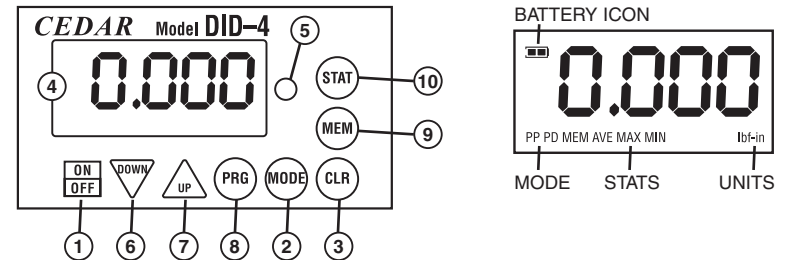 CEDAR Model DID–4
0.000
4
5
STAT
10
MEM
9
ON
OFF
DOWN
UP
PRG
MODE
CLR
1
6
7
8
2
3
BATTERY ICON
0.000
PP PD MEM AVE MAX MIN lbf-in
MODE STATS UNITS